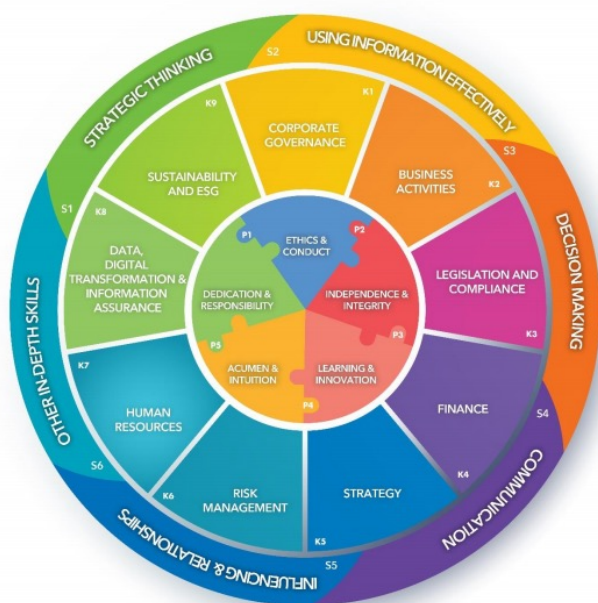 STRATEGIC THINKING
S1
USING INFORMATION EFFECTIVELY
S2
DECISION MAKING
S3
COMMUNICATION
S4
INFLUENCING & RELATIONSHIPS
S5
OTHER IN-DEPTH SKILLS
S6
K1
CORPORATE
GOVERNANCE
K2
BUSINESS
ACTIVITIES
K3
LEGISLATION AND
COMPLIANCE
K4
FINANCE
K5
STRATEGY
K6
RISK
MANAGEMENT
K7
HUMAN
RESOURCES
K8
DATA,
DIGITAL
TRANSFORMATION &
INFORMATION
ASSURANCE
K9
SUSTAINABILITY
AND ESG
P1
ETHICS &
CONDUCT
P2
INDEPENDENCE &
INTEGRITY
P3
LEARNING &
INNOVATION
P4
ACUMEN &
INTUITION
P5
DEDICATION &
RESPONSIBILITY